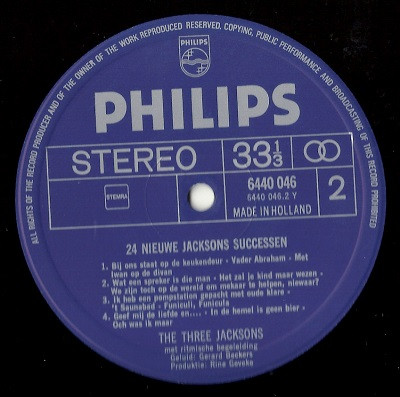 ALL RIGHTS OF THE RECORD PRODUCER AND OF THE OWNER OF THE WORK REPRODUCED RESERVED. COPYING, PUBLIC PERFORMANCE AND BROADCASTING OF THIS RECORD PROHIBITED
PHILIPS
PHILIPS
STEREO
33 1/3
STEMRA
6440 046
6440 046.2 Y
MADE IN HOLLAND
2
24 NIEUWE JACKSONS SUCCESSEN
1. Bij ons staat op de keukendeur - Vader Abraham - Met
Iwan op de divan
2. Wat een spreker is die man - Het zal je kind maar wezen -
We zijn toch op de wereld om mekaar te helpen, niewaar?
3. Ik heb een pompstation gepacht met oude klare -
't Saunabad - Funiculi, Funicula
4. Geef mij de liefde en.... - In de hemel is geen bier -
Och was ik maar
THE THREE JACKSONS
met ritmische begeleiding
Geluid: Gerard Beckers
Produktie: Rine Geveke